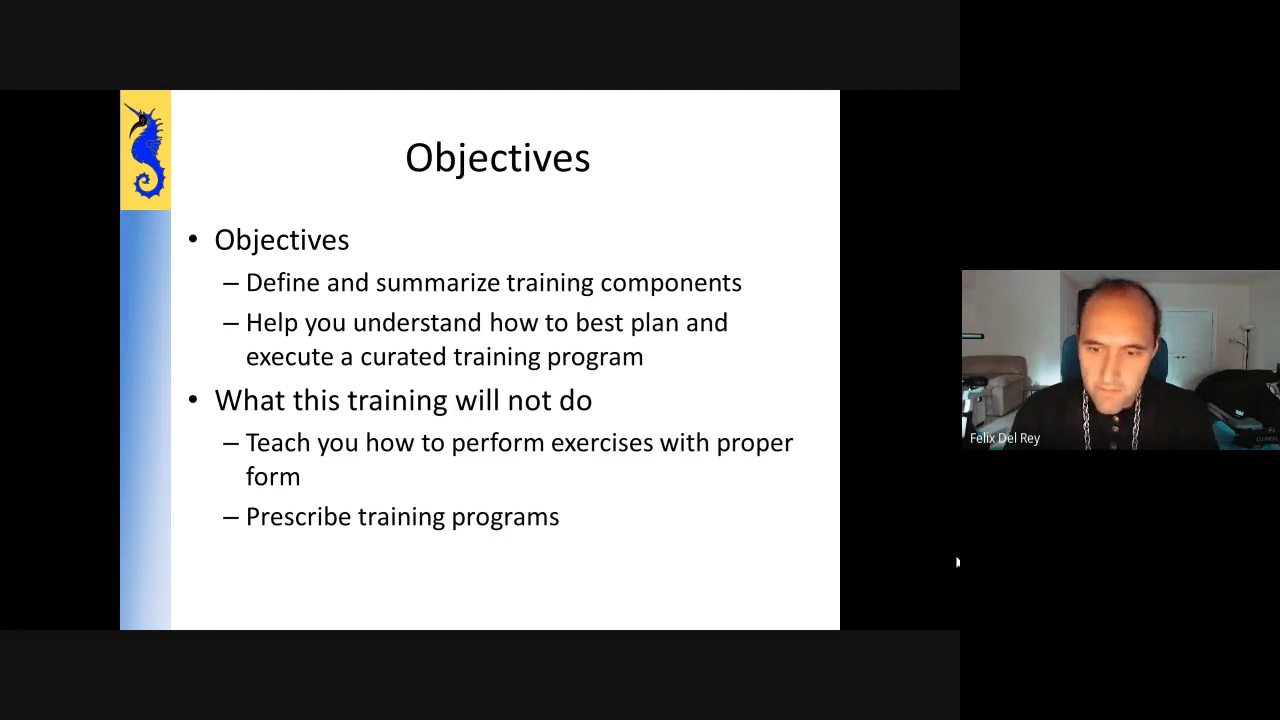 Objectives
• Objectives
– Define and summarize training components
– Help you understand how to best plan and
execute a curated training program
• What this training will not do
– Teach you how to perform exercises with proper
form
– Prescribe training programs
Felix Del Rey